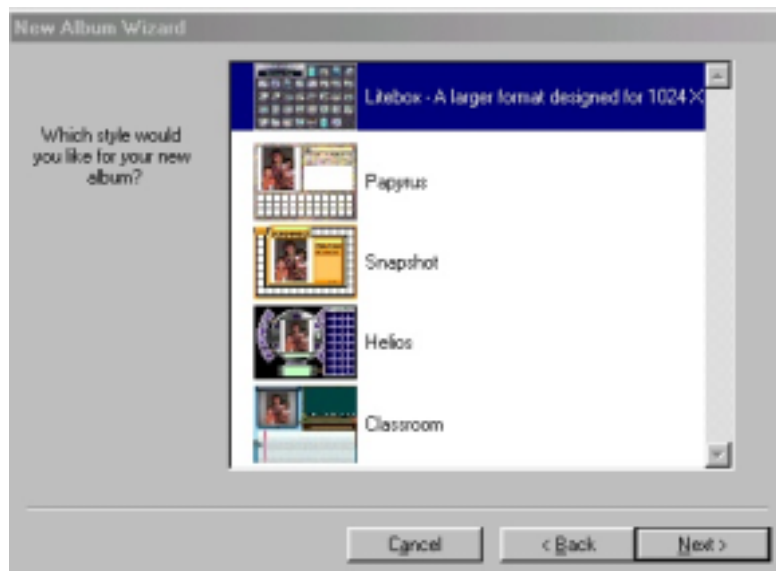 New Album Wizard
Which style would
you like for your new
album?
Litebox - A larger format designed for 1024×
Papyrus
Snapshot
Helios
Classroom
Cancel
< Back
Next >